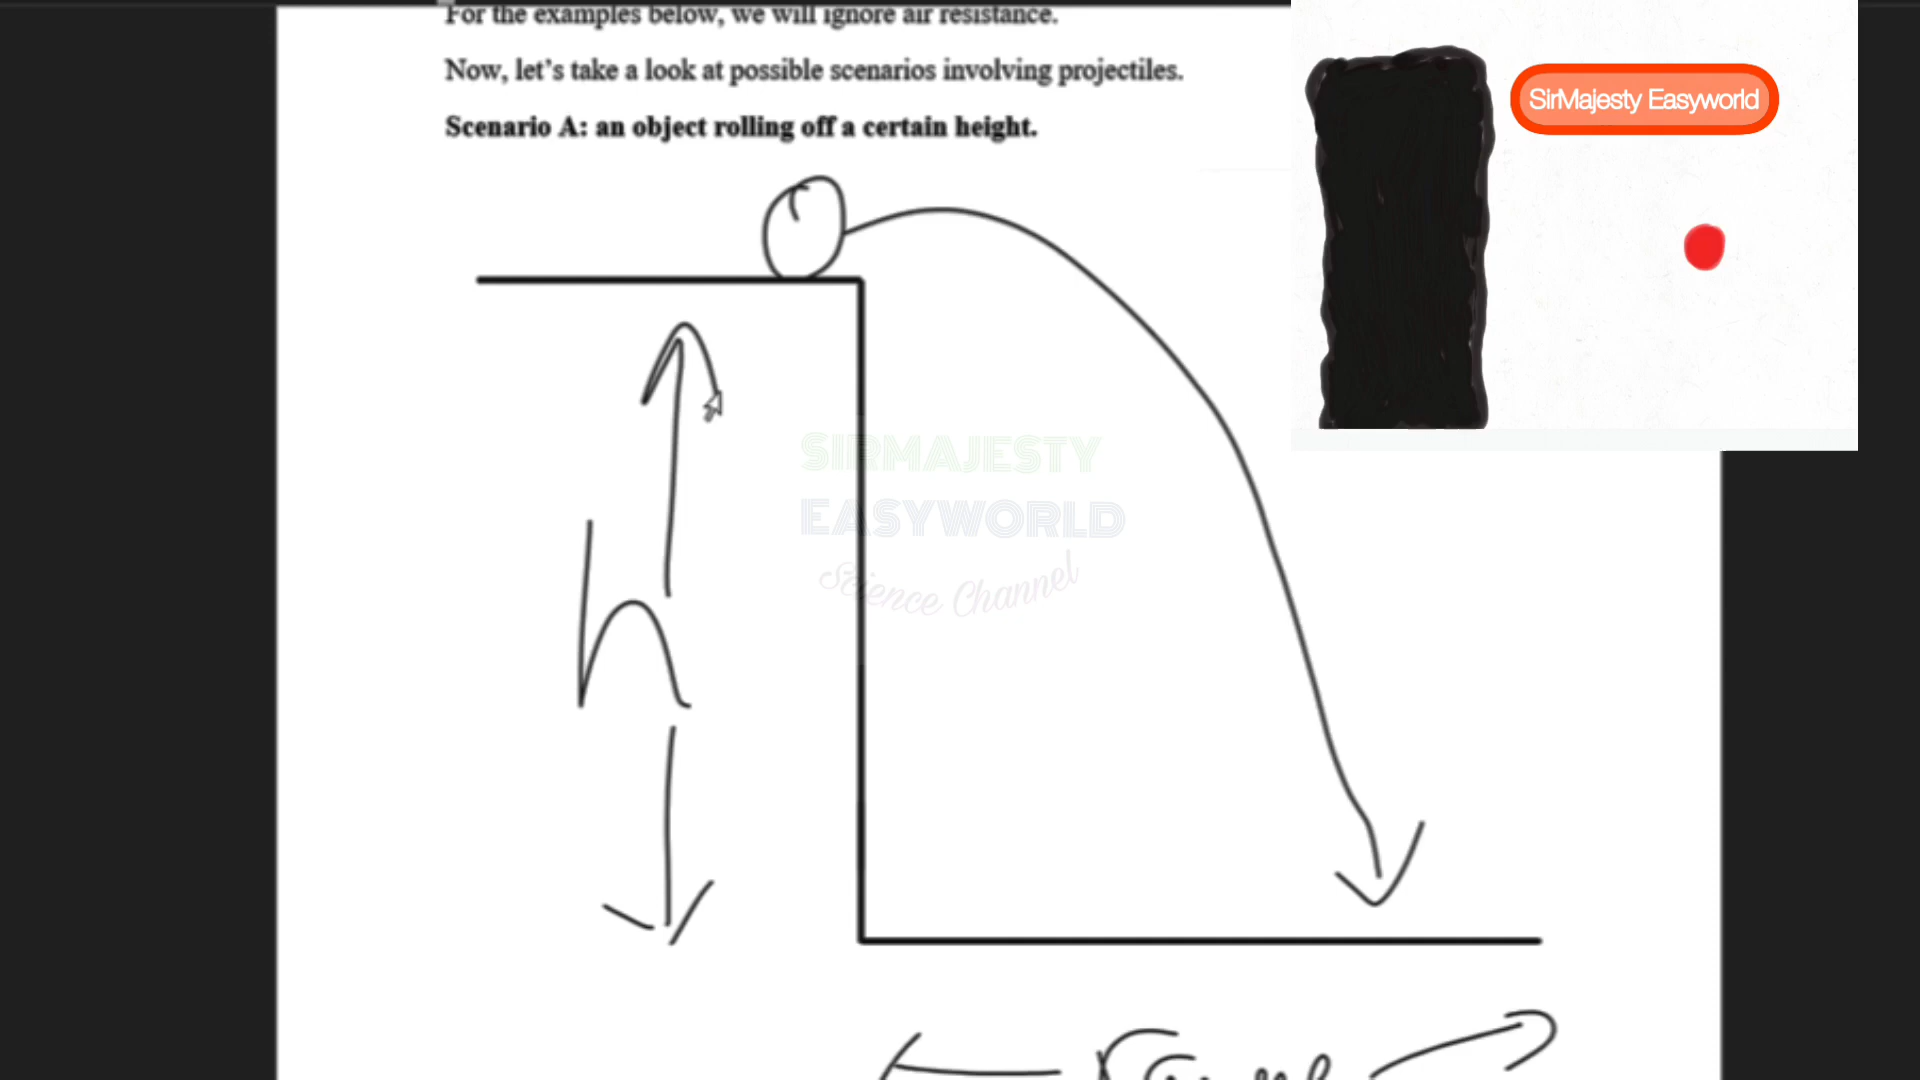 For the examples below, we will ignore air resistance.
Now, let's take a look at possible scenarios involving projectiles.
SirMajesty Easyworld
Scenario A: an object rolling off a certain height.
SIRMAJESTY
EASYWORLD
Science Channel
h